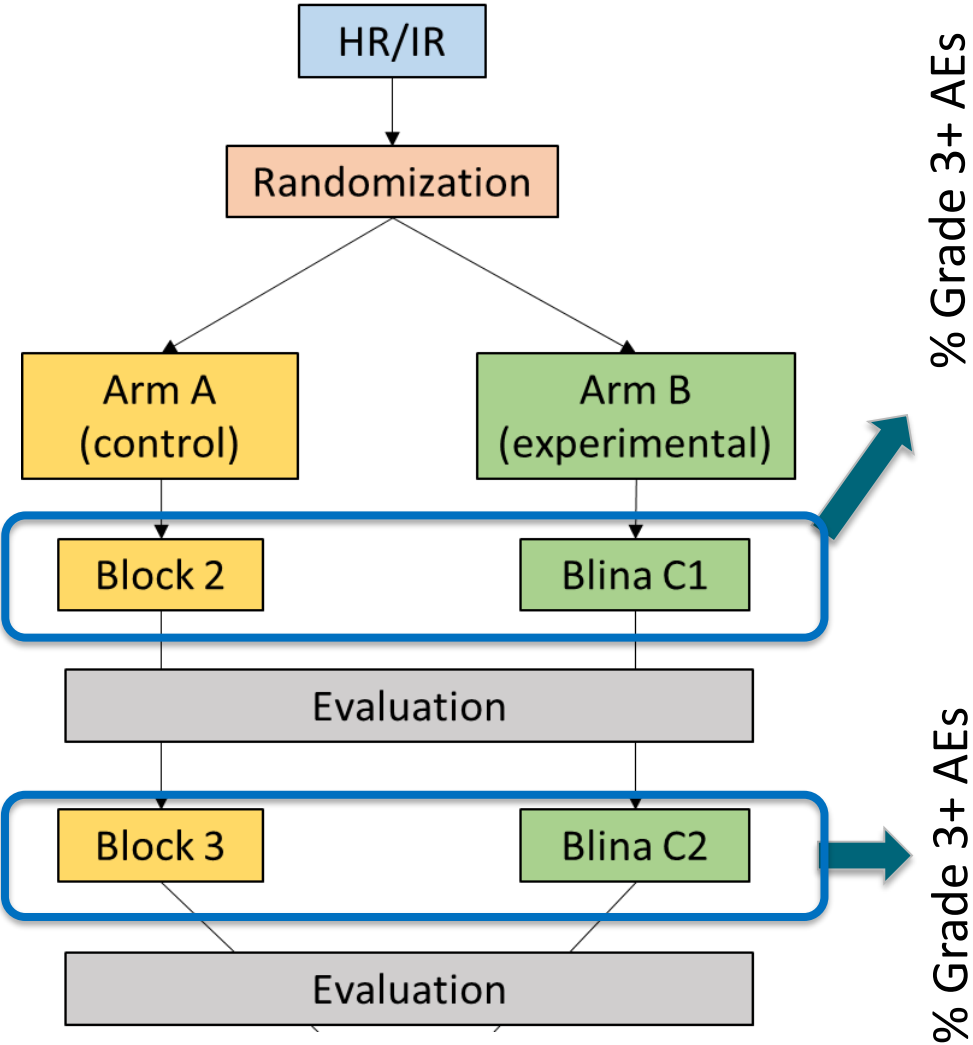 HR/IR
Randomization
Arm A
(control)
Arm B
(experimental)
Block 2
Blina C1
% Grade 3+ AEs
Evaluation
Block 3
Blina C2
% Grade 3+ AEs
Evaluation